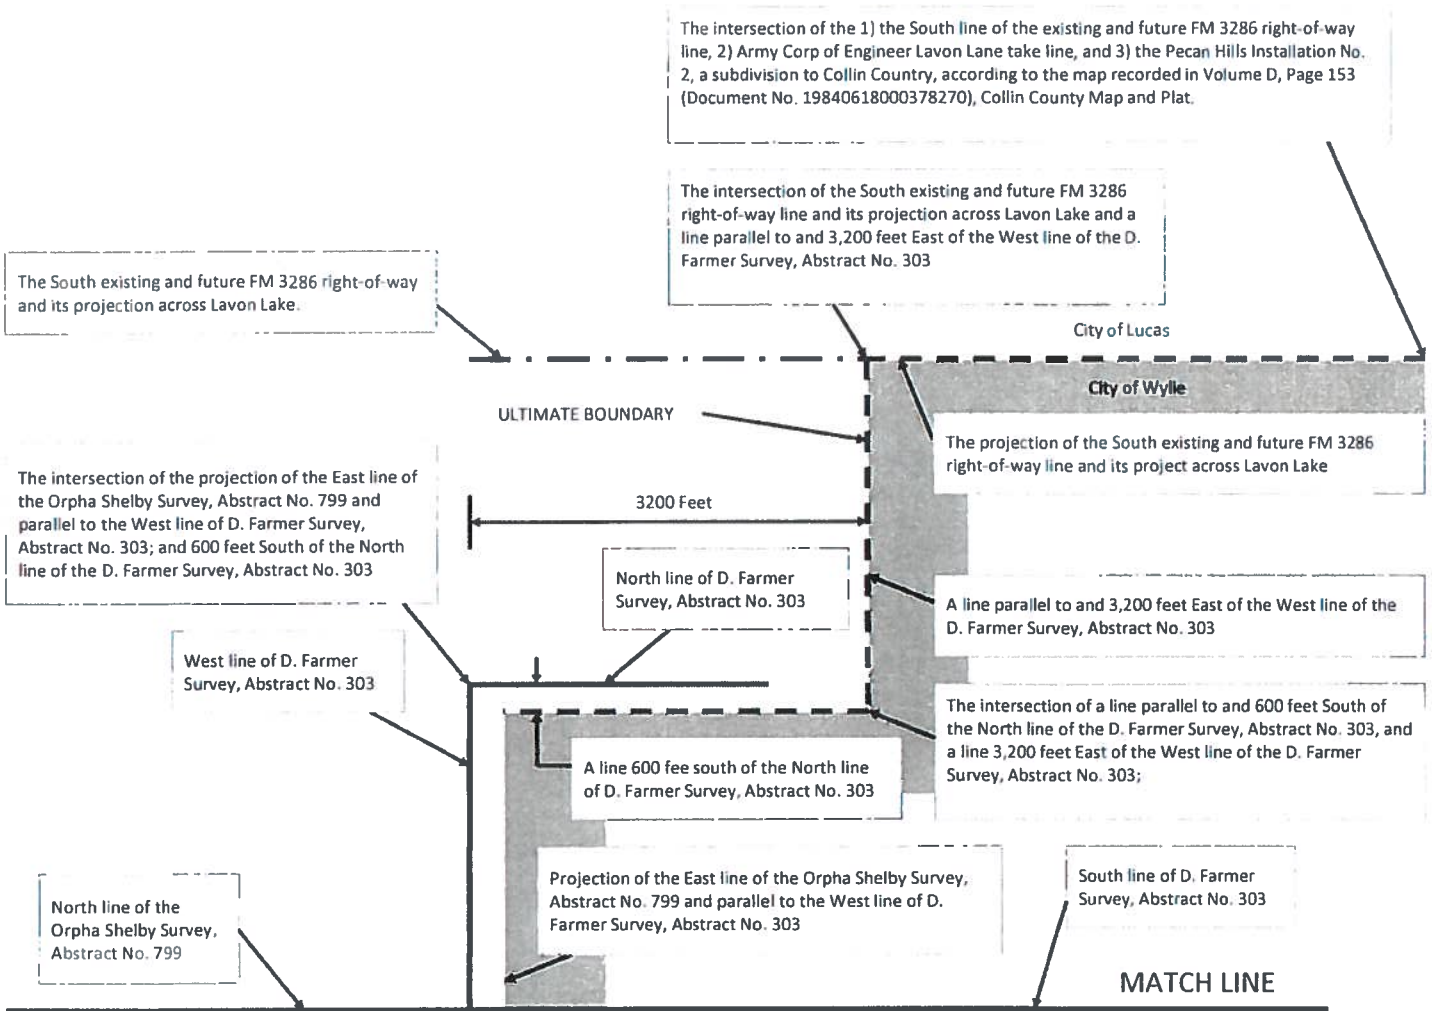 The intersection of the 1) the South line of the existing and future FM 3286 right-of-way
line, 2) Army Corp of Engineer Lavon Lane take line, and 3) the Pecan Hills Installation No.
2, a subdivision to Collin Country, according to the map recorded in Volume D, Page 153
(Document No. 19840618000378270), Collin County Map and Plat.
The intersection of the South existing and future FM 3286
right-of-way line and its projection across Lavon Lake and a
line parallel to and 3,200 feet East of the West line of the D.
Farmer Survey, Abstract No. 303
The South existing and future FM 3286 right-of-way
and its projection across Lavon Lake.
City of Lucas
City of Wylie
ULTIMATE BOUNDARY
The projection of the South existing and future FM 3286
right-of-way line and its project across Lavon Lake
The intersection of the projection of the East line of
the Orpha Shelby Survey, Abstract No. 799 and
parallel to the West line of D. Farmer Survey,
Abstract No. 303; and 600 feet South of the North
line of the D. Farmer Survey, Abstract No. 303
3200 Feet
North line of D. Farmer
Survey, Abstract No. 303
A line parallel to and 3,200 feet East of the West line of the
D. Farmer Survey, Abstract No. 303
West line of D. Farmer
Survey, Abstract No. 303
The intersection of a line parallel to and 600 feet South of
the North line of the D. Farmer Survey, Abstract No. 303, and
a line 3,200 feet East of the West line of the D. Farmer
Survey, Abstract No. 303;
A line 600 fee south of the North line
of D. Farmer Survey, Abstract No. 303
Projection of the East line of the Orpha Shelby Survey,
Abstract No. 799 and parallel to the West line of D.
Farmer Survey, Abstract No. 303
South line of D. Farmer
Survey, Abstract No. 303
North line of the
Orpha Shelby Survey,
Abstract No. 799
MATCH LINE